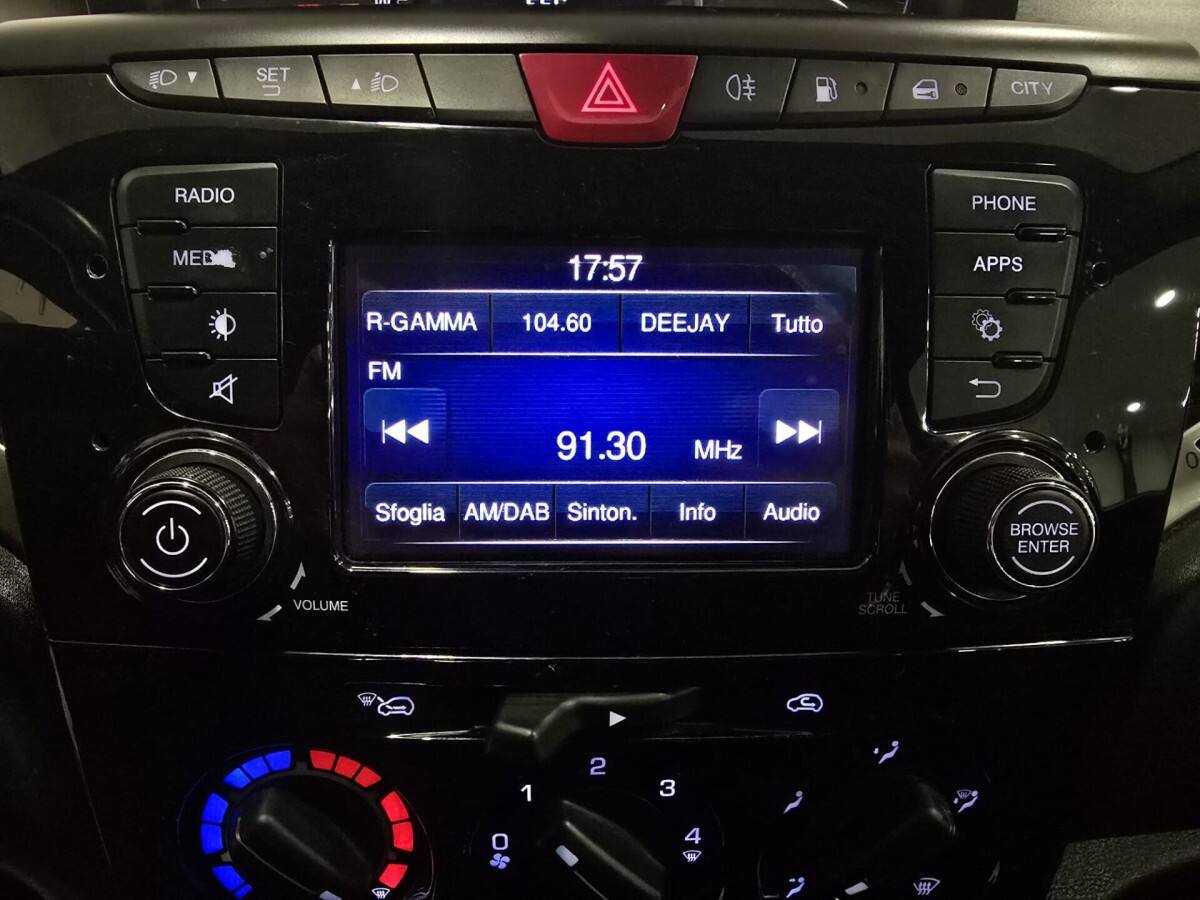 SET
CITY
RADIO
PHONE
APPS
17:57
R-GAMMA 104.60 DEEJAY Tutto
FM
91.30 MHz
Sfoglia AM/DAB Sinton. Info Audio
BROWSE
ENTER
VOLUME
TUNE
SCROLL
0
1
2
3
4